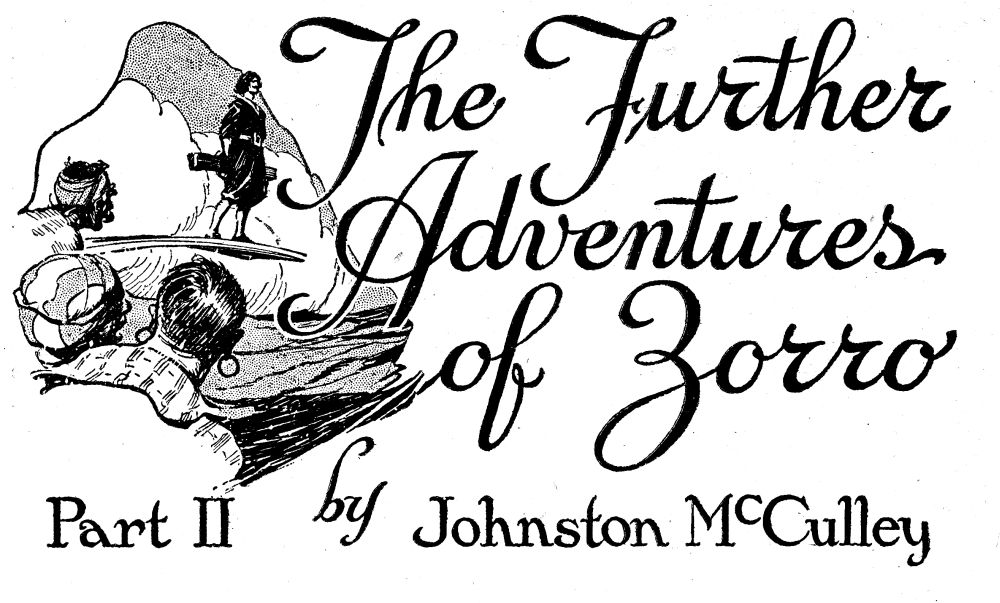 The Further
Adventures
of Zorro
Part II
by Johnston McCulley